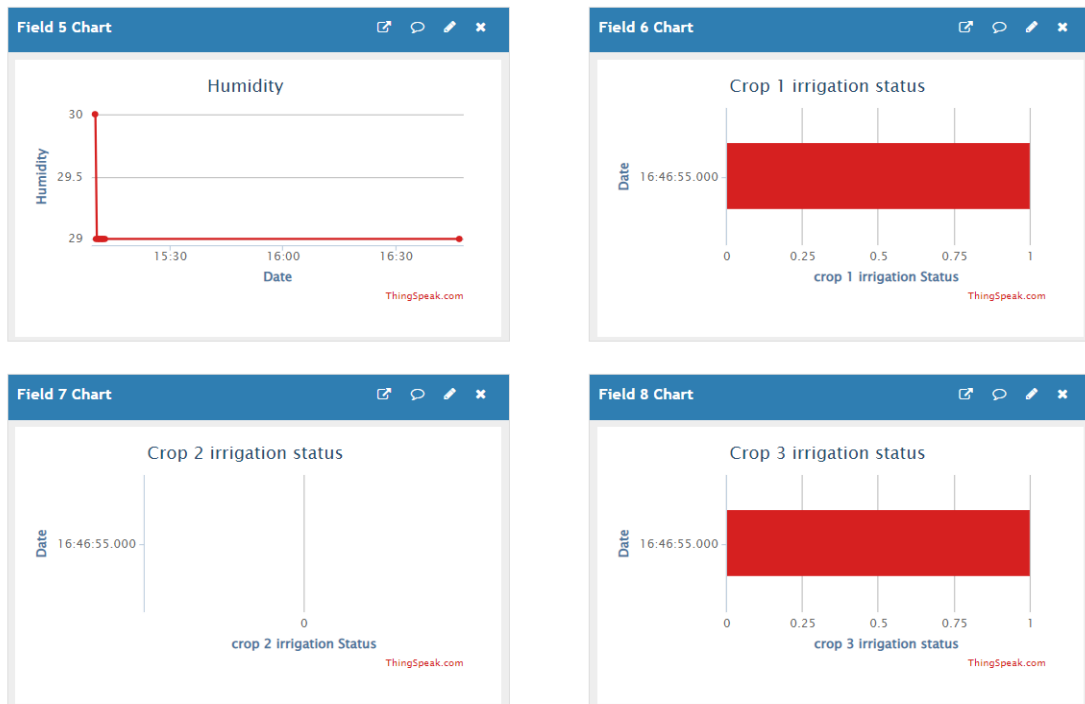 Field 5 Chart
Humidity
30
29.5
29
Humidity
15:30 16:00 16:30
Date
ThingSpeak.com
Field 6 Chart
Crop 1 irrigation status
Date
16:46:55.000
0 0.25 0.5 0.75 1
crop 1 irrigation Status
ThingSpeak.com
Field 7 Chart
Crop 2 irrigation status
Date
16:46:55.000
0
crop 2 irrigation Status
ThingSpeak.com
Field 8 Chart
Crop 3 irrigation status
Date
16:46:55.000
0 0.25 0.5 0.75 1
crop 3 irrigation status
ThingSpeak.com